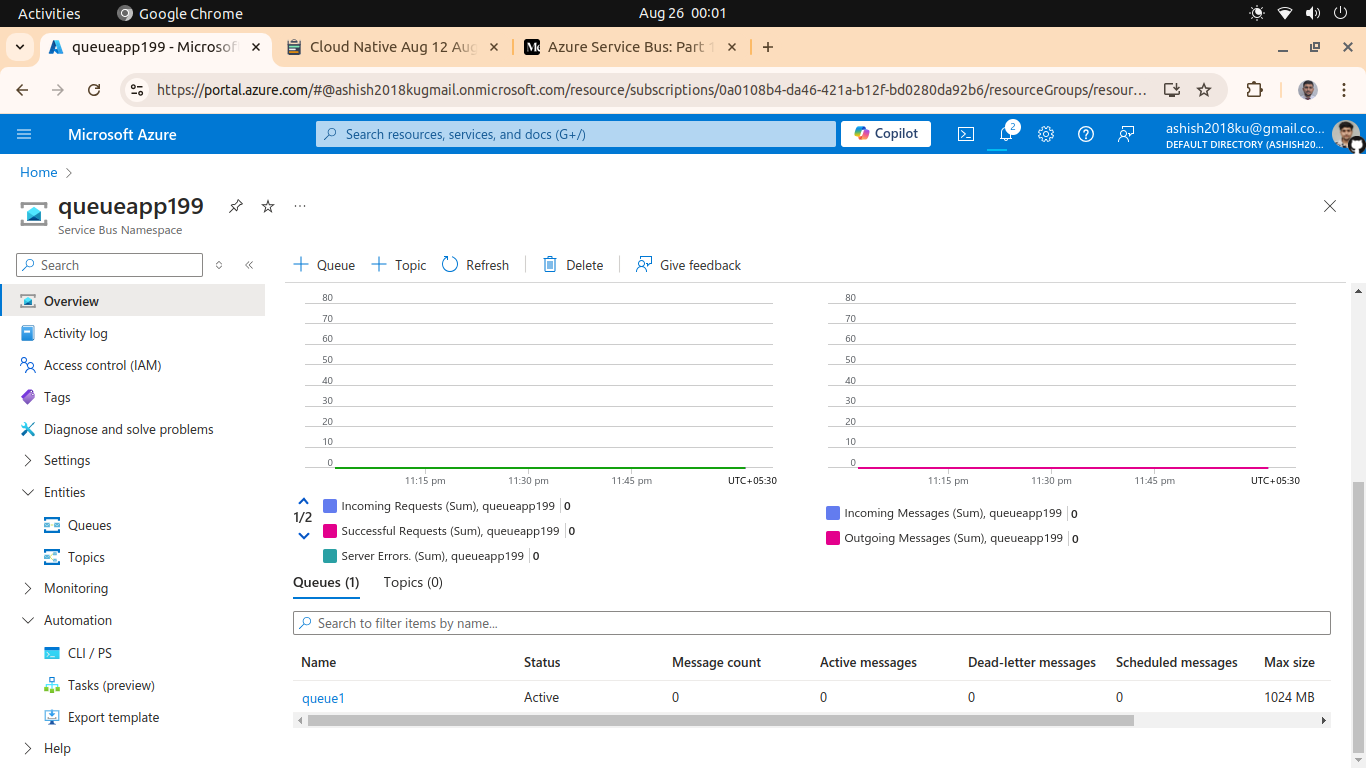 Activities Google Chrome Aug 26 00:01
queueapp199 - Microsof Cloud Native Aug 12 Aug Azure Service Bus: Part 1
https://portal.azure.com/#@ashish2018kugmail.onmicrosoft.com/resource/subscriptions/0a0108b4-da46-421a-b12f-bd0280da92b6/resourceGroups/resour...
Microsoft Azure Search resources, services, and docs (G+/) Copilot 2 ashish2018ku@gmail.co...
DEFAULT DIRECTORY (ASHISH20...
Home
queueapp199
Service Bus Namespace
Search Queue Topic Refresh Delete Give feedback
Overview
Activity log
Access control (IAM)
Tags
Diagnose and solve problems
Settings
Entities
Queues
Topics
Monitoring
Automation
CLI / PS
Tasks (preview)
Export template
Help
80
70
60
50
40
30
20
10
0
11:15 pm 11:30 pm 11:45 pm UTC+05:30
1/2
Incoming Requests (Sum), queueapp199 0
Successful Requests (Sum), queueapp199 0
Server Errors. (Sum), queueapp199 0
80
70
60
50
40
30
20
10
0
11:15 pm 11:30 pm 11:45 pm UTC+05:30
Incoming Messages (Sum), queueapp199 0
Outgoing Messages (Sum), queueapp199 0
Queues (1) Topics (0)
Search to filter items by name...
Name Status Message count Active messages Dead-letter messages Scheduled messages Max size
queue1 Active 0 0 0 0 1024 MB